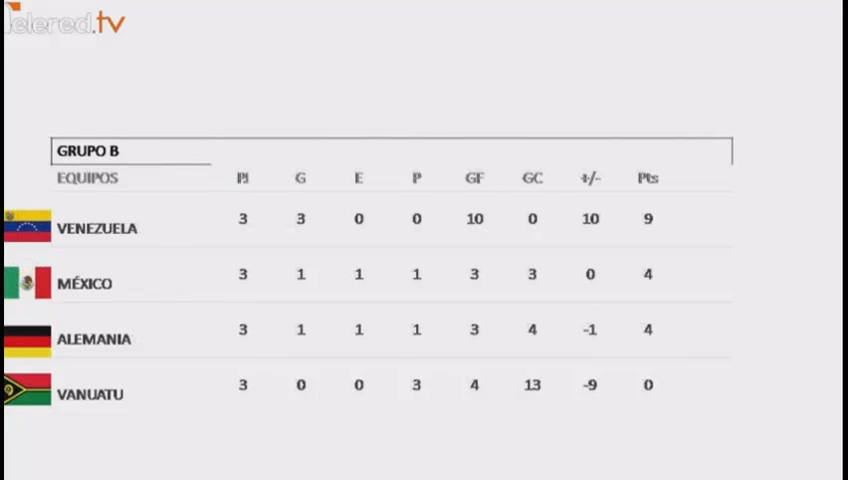 elered.tv
GRUPO B
EQUIPOS PJ G E P GF GC +/- Pts
VENEZUELA 3 3 0 0 10 0 10 9
MÉXICO 3 1 1 1 3 3 0 4
ALEMANIA 3 1 1 1 3 4 -1 4
VANUATU 3 0 0 3 4 13 -9 0